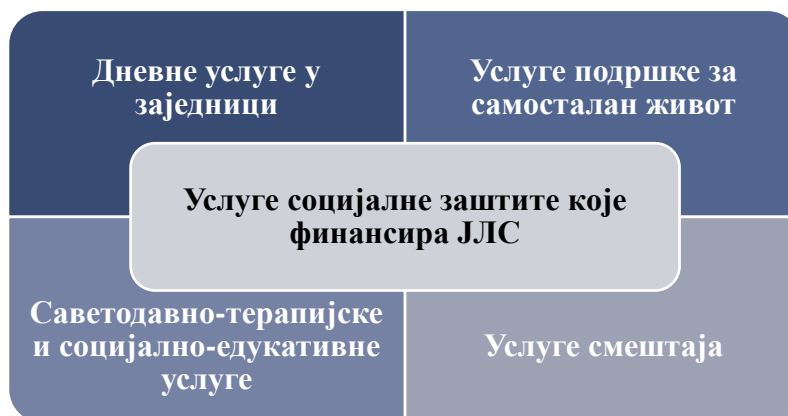 Дневне услуге у
заједници
Услуге подршке за
самосталан живот
Услуге социјалне заштите које
финансира ЈЛС
Саветодавно-терапијске
и социјално-едукативне
услуге
Услуге смештаја